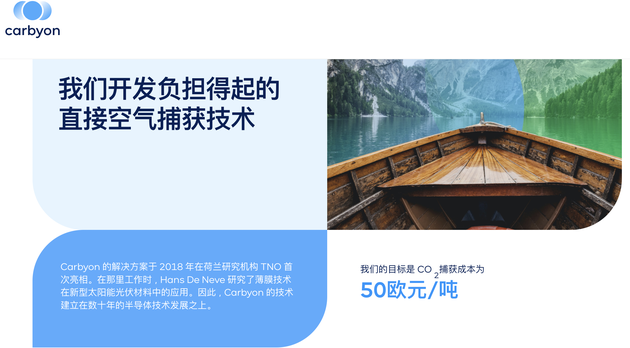 carbyon
我们开发负担得起的
直接空气捕获技术
Carbyon 的解决方案于 2018 年在荷兰研究机构 TNO 首
次亮相。在那里工作时，Hans De Neve 研究了薄膜技术
在新型太阳能光伏材料中的应用。因此，Carbyon 的技术
建立在数十年的半导体技术发展之上。
我们的目标是 CO 2捕获成本为
50欧元/吨